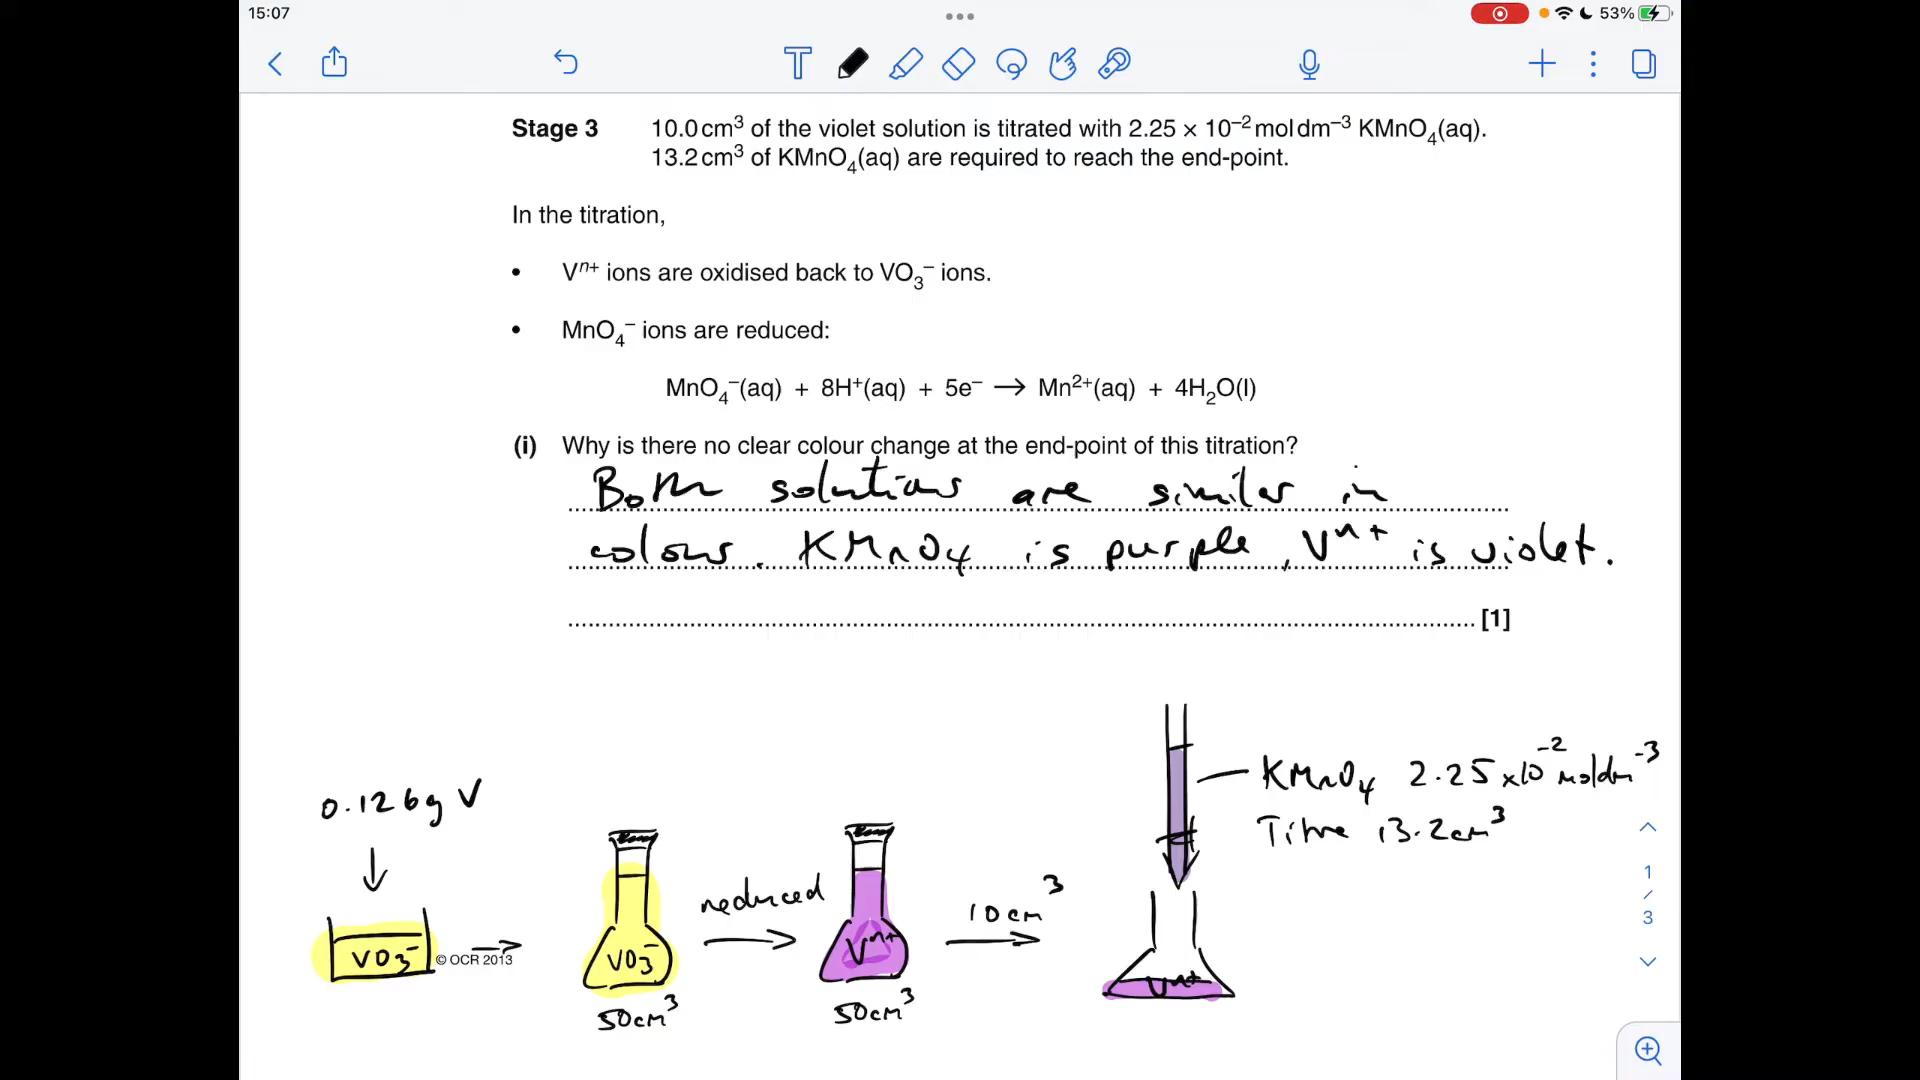 15:07
53%
Stage 3 10.0 cm³ of the violet solution is titrated with 2.25 × 10⁻² mol dm⁻³ KMnO₄(aq).
13.2 cm³ of KMnO₄(aq) are required to reach the end-point.
In the titration,
• Vⁿ⁺ ions are oxidised back to VO₃⁻ ions.
• MnO₄⁻ ions are reduced:
MnO₄⁻(aq) + 8H⁺(aq) + 5e⁻ → Mn²⁺(aq) + 4H₂O(l)
(i) Why is there no clear colour change at the end-point of this titration?
Both solutions are similar in
colour. KMnO₄ is purple, Vⁿ⁺ is violet.
[1]
KMnO₄ 2.25 × 10⁻² moldm⁻³
Titre 13.2cm³
0.126g V
reduced
10cm³
VO₃⁻
© OCR 2013
VO₃⁻
Vⁿ⁺
Vⁿ⁺
50cm³
50cm³
1
/
3